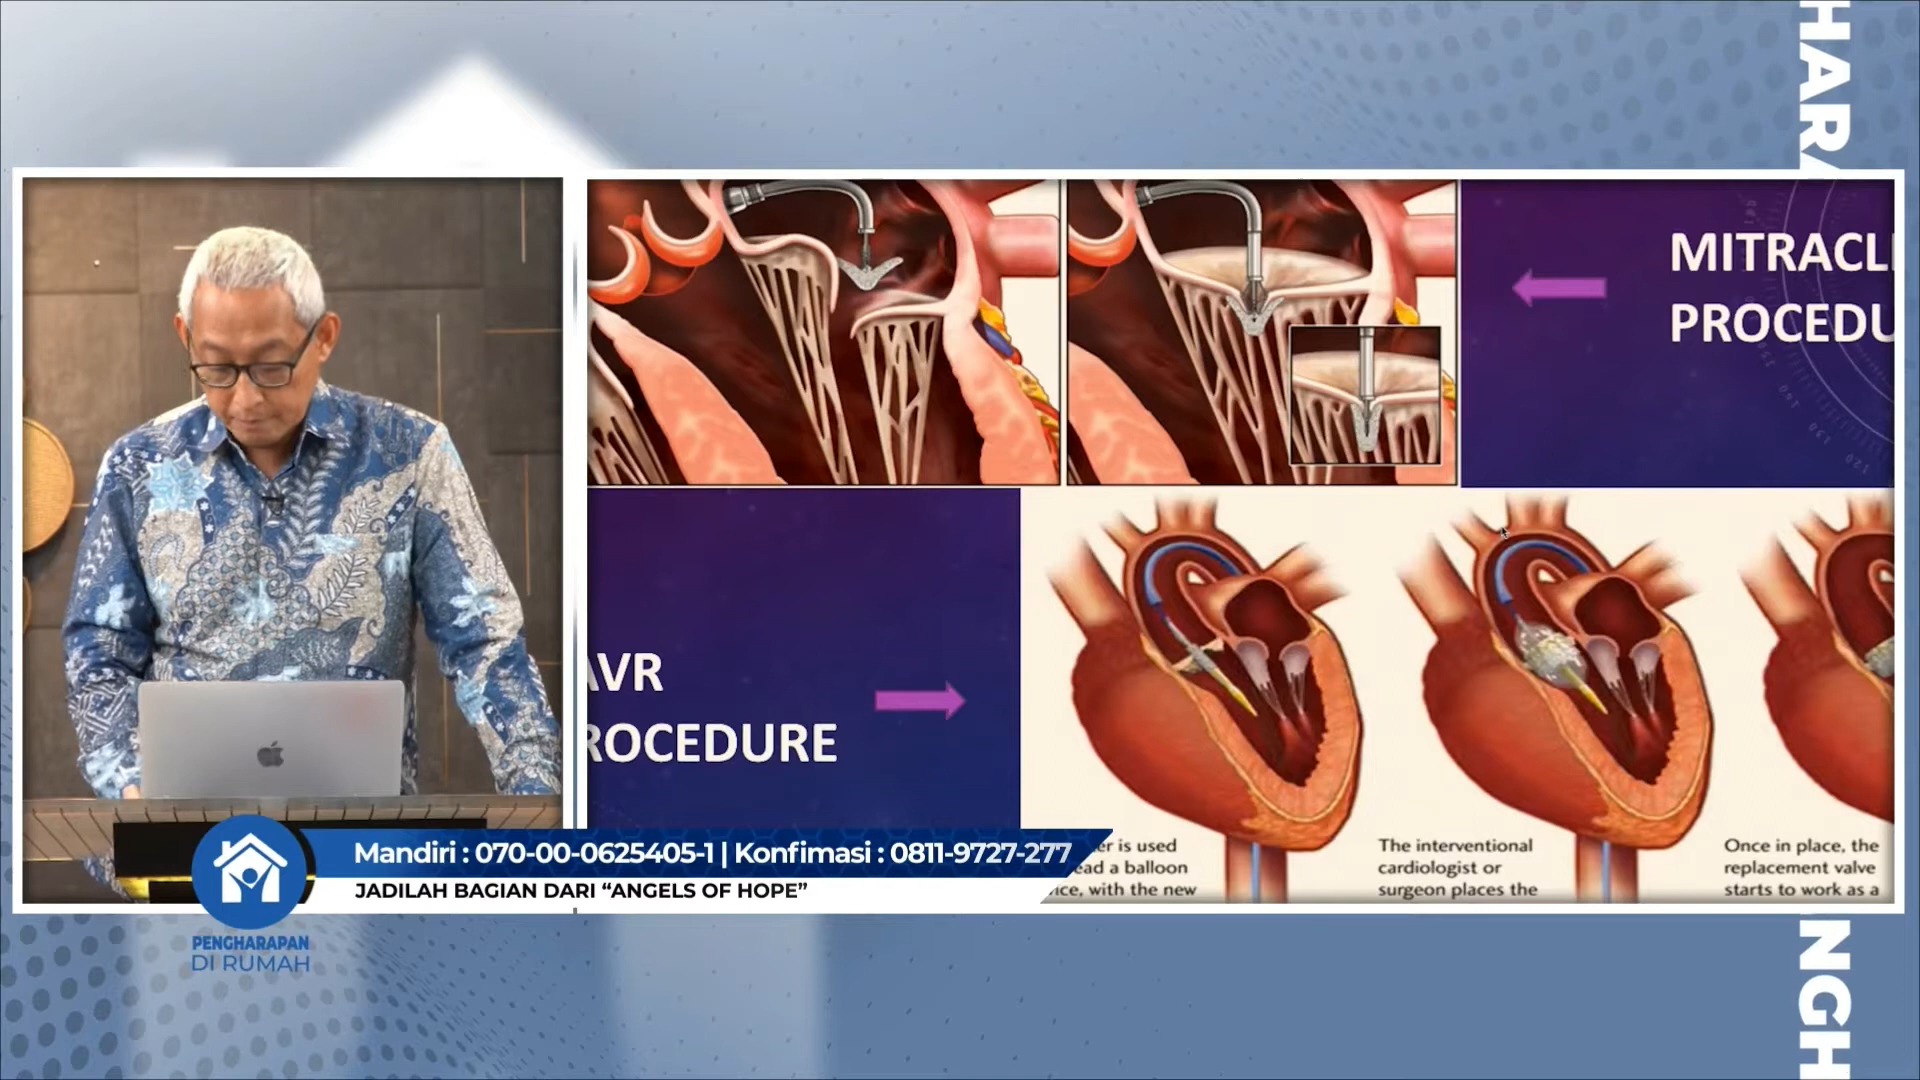 HARA
MITRACLI
PROCEDU
AVR
ROCEDURE
er is used
ead a balloon
ice, with the new
The interventional
cardiologist or
surgeon places the
Once in place, the
replacement valve
starts to work as a
Mandiri : 070-00-0625405-1 | Konfimasi : 0811-9727-277
JADILAH BAGIAN DARI “ANGELS OF HOPE”
PENGHARAPAN
DI RUMAH
NGH